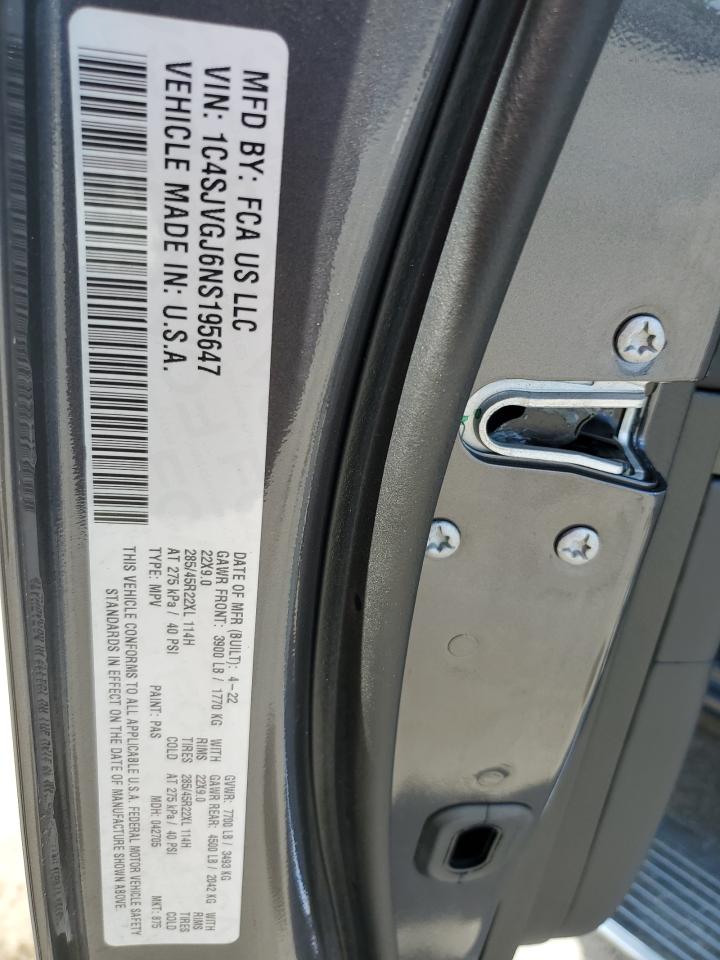 MFD BY: FCA US LLC
VIN: 1C4SJVGJ6NS195647
VEHICLE MADE IN: U.S.A.
DATE OF MFR (BUILT): 4-22 GVWR: 7700 LB / 3493 KG
GAWR FRONT: 3900 LB / 1770 KG WITH GAWR REAR: 4500 LB / 2042 KG WITH
22X9.0 RIMS 22X9.0 RIMS
285/45R22XL 114H TIRES 285/45R22XL 114H TIRES
AT 275 kPa / 40 PSI COLD AT 275 kPa / 40 PSI COLD
TYPE: MPV PAINT: PAS MDH: 042705 MKT: 875
THIS VEHICLE CONFORMS TO ALL APPLICABLE U.S.A. FEDERAL MOTOR VEHICLE SAFETY
STANDARDS IN EFFECT ON THE DATE OF MANUFACTURE SHOWN ABOVE.